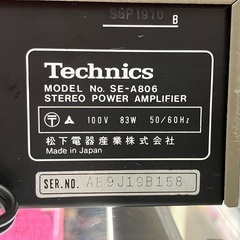 SGP1970 B
Technics
MODEL No. SE-A806
STEREO POWER AMPLIFIER
T 100V 83W 50/60Hz
松下電器産業株式会社
Made in Japan
SER.NO. AE9J19B158